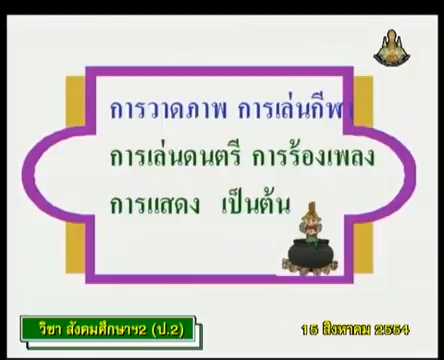 การวาดภาพ การเล่นกีฬา
การเล่นดนตรี การร้องเพลง
การแสดง เป็นต้น
วิชา สังคมศึกษาฯ2 (ป.2)
15 สิงหาคม 2554